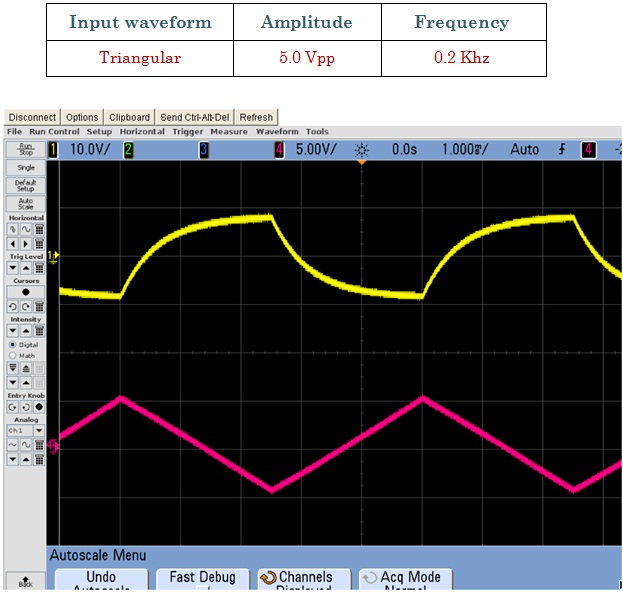 Input waveform Amplitude Frequency
Triangular 5.0 Vpp 0.2 Khz
Disconnect Options Clipboard Send Ctrl-Alt-Del Refresh
File Run Control Setup Horizontal Trigger Measure Waveform Tools
Run
Stop
1 10.0V/ 2 3 4 5.00V/ 0.0s 1.000m/ Auto 4
Single
Default
Setup
Auto
Scale
Horizontal
Trig Level
Cursors
Intensity
Digital
Math
Entry Knob
Analog
Ch 1
Back
1
Autoscale Menu
Undo Fast Debug Channels Acq Mode
Autoscale Displayed Normal